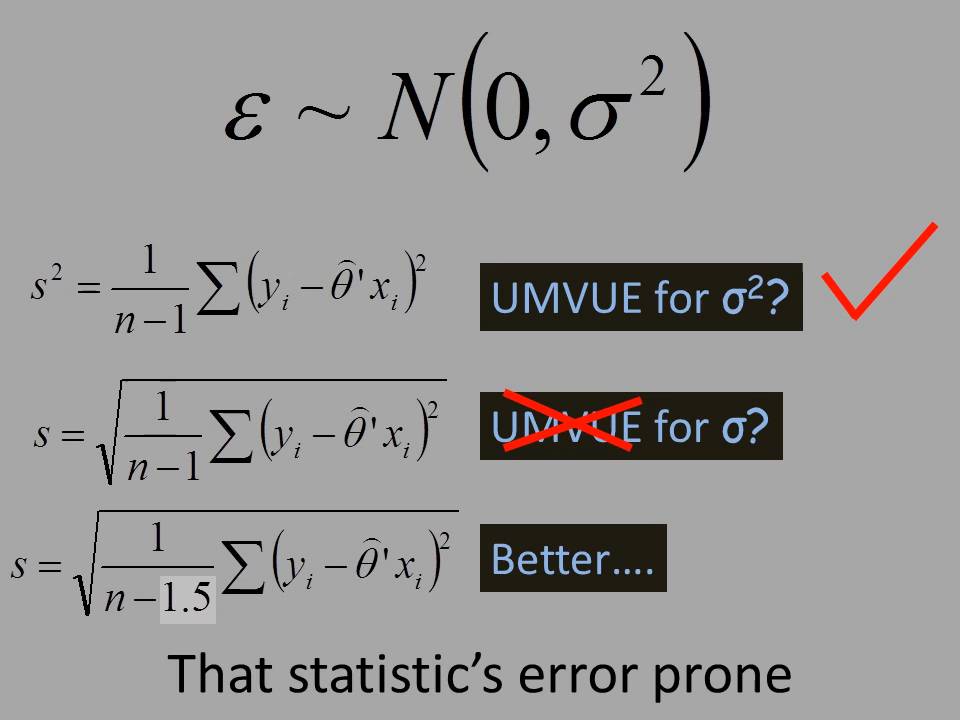 ε ~ N(0, σ²)
s² = 1/(n − 1) ∑ (yᵢ − θ̂'xᵢ)²
UMVUE for σ²?
s = √(1/(n − 1) ∑ (yᵢ − θ̂'xᵢ)²)
UMVUE for σ?
s = √(1/(n − 1.5) ∑ (yᵢ − θ̂'xᵢ)²)
Better....
That statistic’s error prone